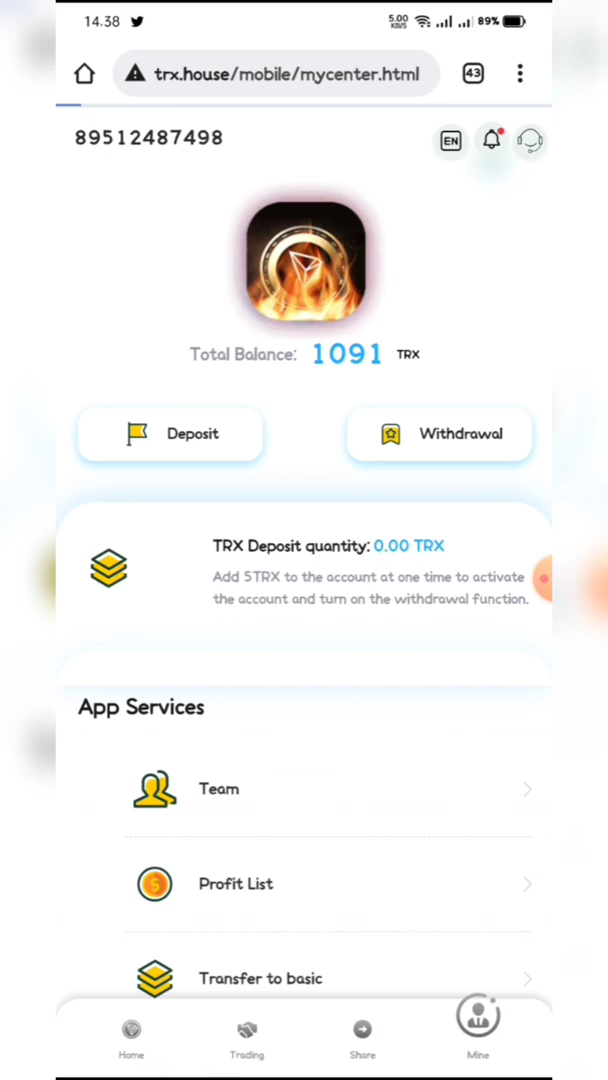 14.38
5.00
KB/S
89%
trx.house/mobile/mycenter.html
43
89512487498
EN
Total Balance: 1091 TRX
Deposit
Withdrawal
TRX Deposit quantity: 0.00 TRX
Add 5TRX to the account at one time to activate
the account and turn on the withdrawal function.
App Services
Team
Profit List
Transfer to basic
Home
Trading
Share
Mine